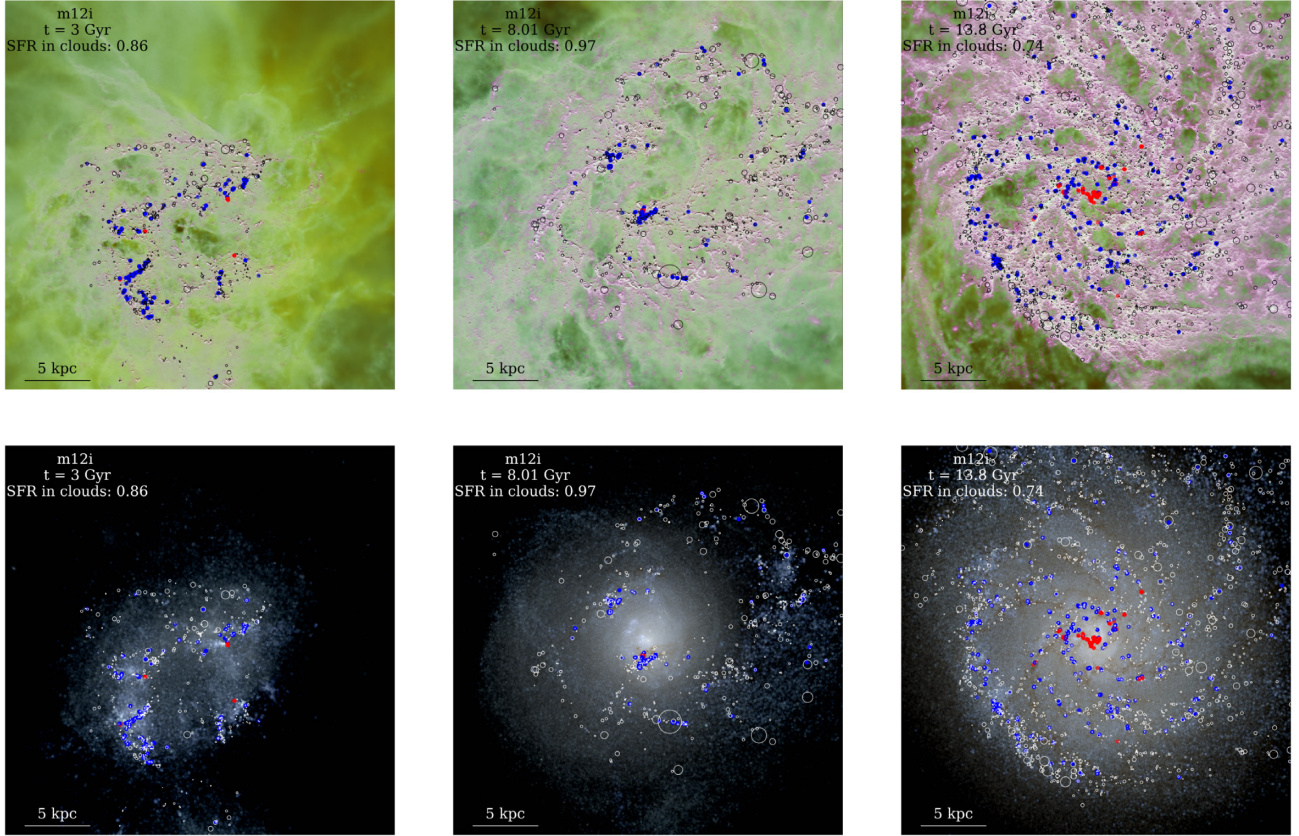 m12i
t = 3 Gyr
SFR in clouds: 0.86
5 kpc
m12i
t = 8.01 Gyr
SFR in clouds: 0.97
5 kpc
m12i
t = 13.8 Gyr
SFR in clouds: 0.74
5 kpc
m12i
t = 3 Gyr
SFR in clouds: 0.86
5 kpc
m12i
t = 8.01 Gyr
SFR in clouds: 0.97
5 kpc
m12i
t = 13.8 Gyr
SFR in clouds: 0.74
5 kpc